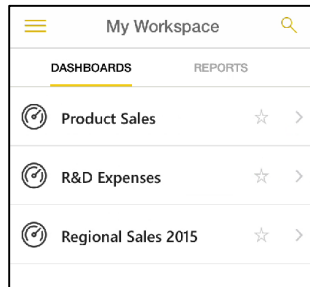 My Workspace
DASHBOARDS REPORTS
Product Sales
R&D Expenses
Regional Sales 2015